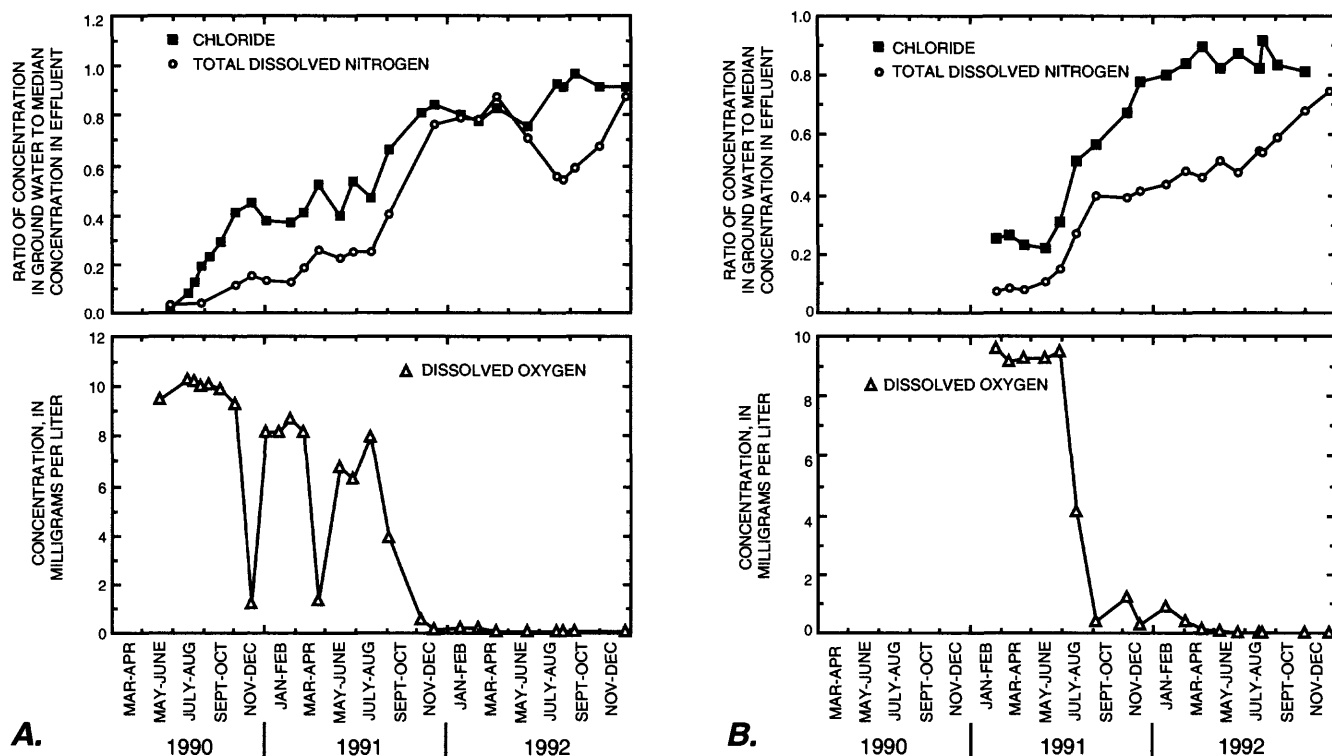 RATIO OF CONCENTRATION
IN GROUND WATER TO MEDIAN
CONCENTRATION IN EFFLUENT
1.2
1.0
0.8
0.6
0.4
0.2
0.0
CHLORIDE
TOTAL DISSOLVED NITROGEN
CONCENTRATION, IN
MILLIGRAMS PER LITER
12
10
8
6
4
2
0
DISSOLVED OXYGEN
MAR-APR
MAY-JUNE
JULY-AUG
SEPT-OCT
NOV-DEC
JAN-FEB
MAR-APR
MAY-JUNE
JULY-AUG
SEPT-OCT
NOV-DEC
JAN-FEB
MAR-APR
MAY-JUNE
JULY-AUG
SEPT-OCT
NOV-DEC
A.
1990
1991
1992
RATIO OF CONCENTRATION
IN GROUND WATER TO MEDIAN
CONCENTRATION IN EFFLUENT
1.0
0.8
0.6
0.4
0.2
0
CHLORIDE
TOTAL DISSOLVED NITROGEN
CONCENTRATION, IN
MILLIGRAMS PER LITER
10
8
6
4
2
0
DISSOLVED OXYGEN
MAR-APR
MAY-JUNE
JULY-AUG
SEPT-OCT
NOV-DEC
JAN-FEB
MAR-APR
MAY-JUNE
JULY-AUG
SEPT-OCT
NOV-DEC
JAN-FEB
MAR-APR
MAY-JUNE
JULY-AUG
SEPT-OCT
NOV-DEC
B.
1990
1991
1992